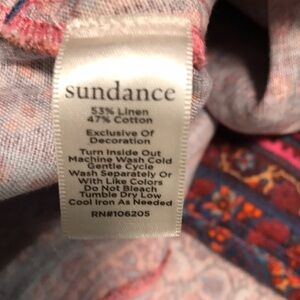 sundance
53% Linen
47% Cotton
Exclusive Of
Decoration
Turn Inside Out
Machine Wash Cold
Gentle Cycle
Wash Separately Or
With Like Colors
Do Not Bleach
Tumble Dry Low
Cool Iron As Needed
RN#106205